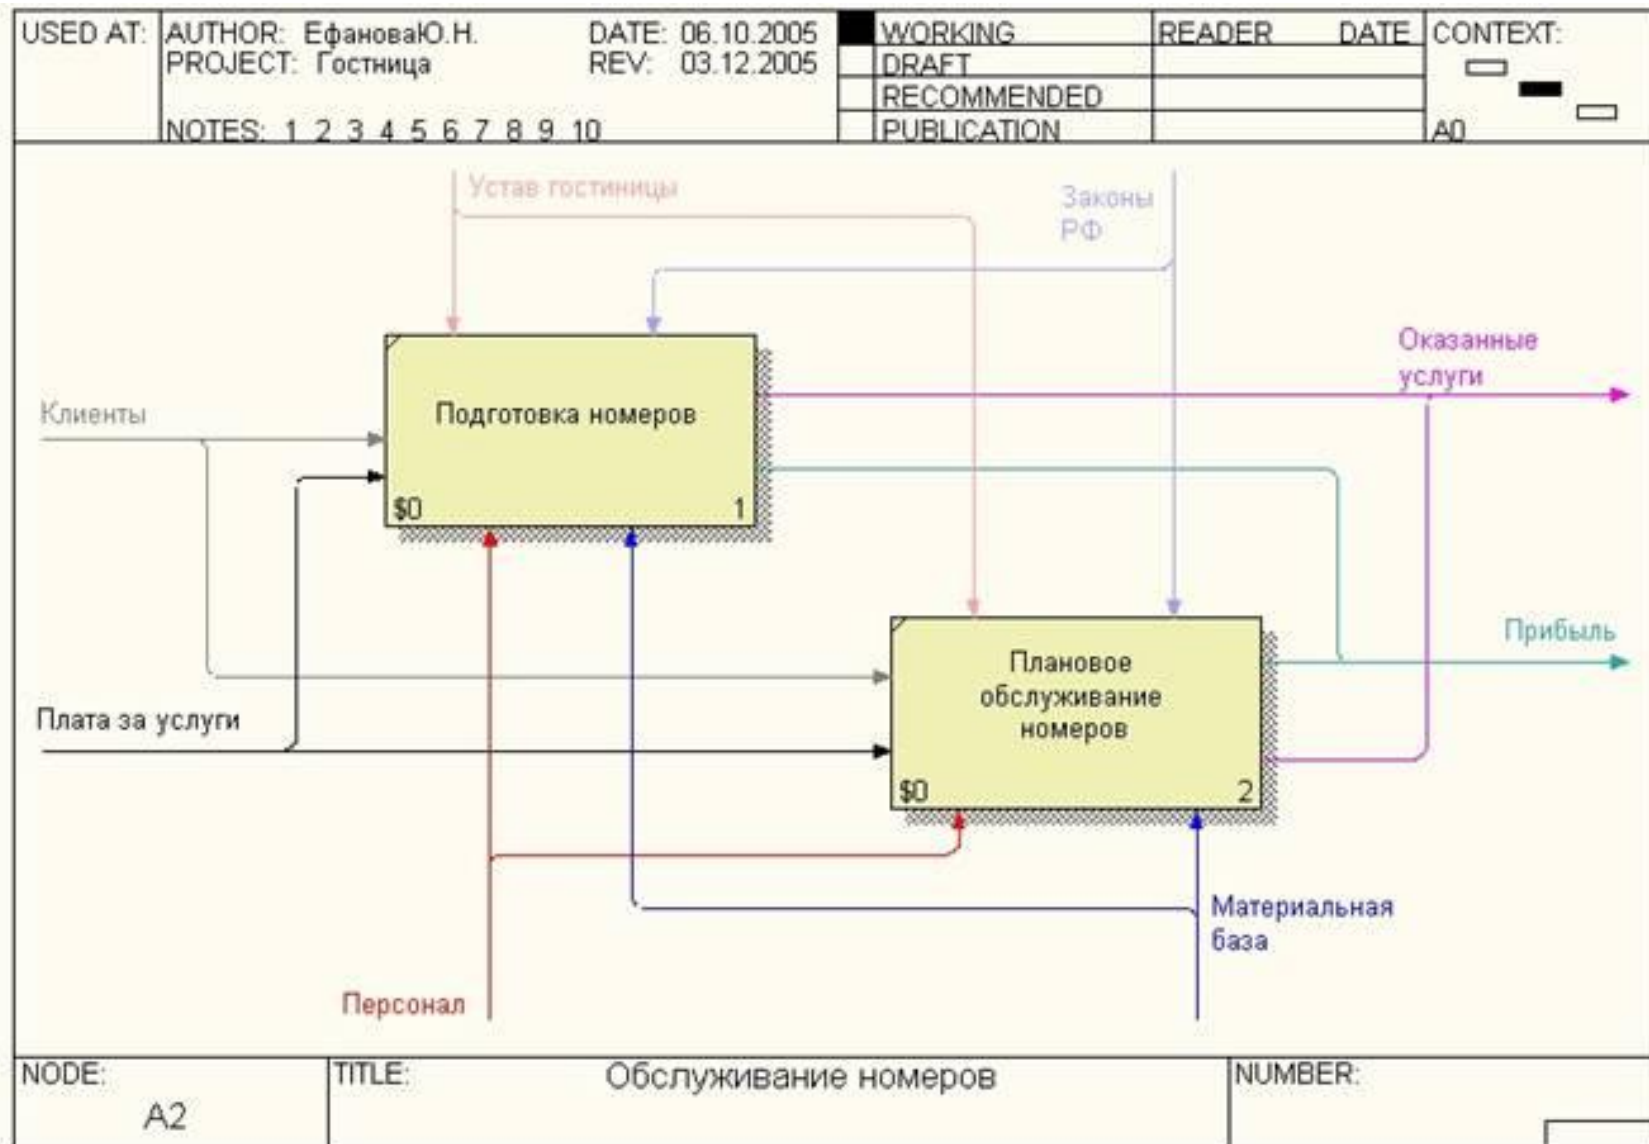 USED AT: AUTHOR: ЕфановаЮ.Н. DATE: 06.10.2005 WORKING READER DATE CONTEXT:
PROJECT: Гостница REV: 03.12.2005 DRAFT
RECOMMENDED
NOTES: 1 2 3 4 5 6 7 8 9 10 PUBLICATION A0
Устав гостиницы
Законы
РФ
Оказанные
услуги
Клиенты
Подготовка номеров
$0 1
Прибыль
Плановое
обслуживание
номеров
Плата за услуги
$0 2
Материальная
база
Персонал
NODE: TITLE: Обслуживание номеров NUMBER:
A2